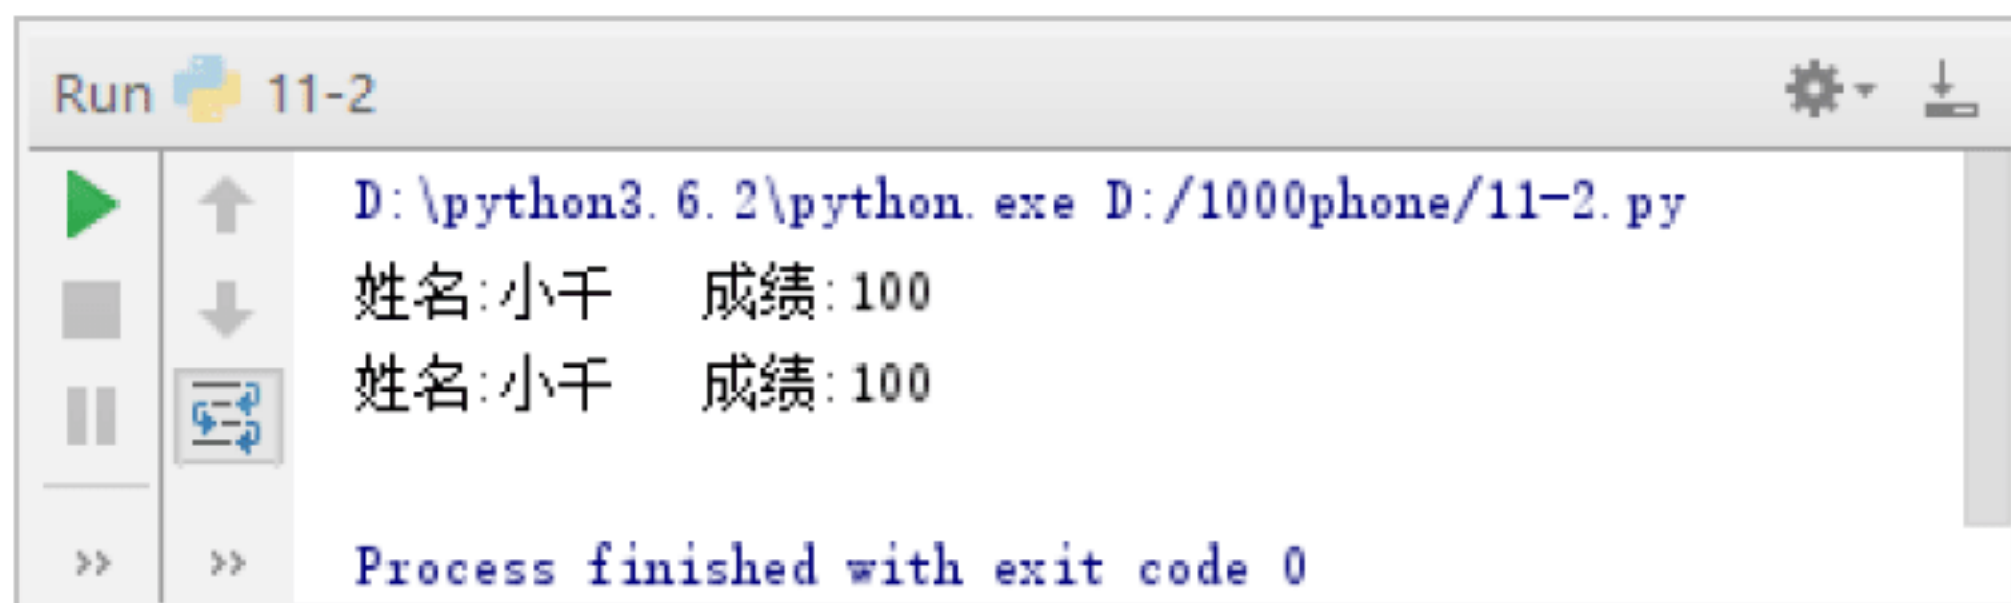 Run 11-2
D:\python3.6.2\python.exe D:/1000phone/11-2.py
姓名:小千 成绩:100
姓名:小千 成绩:100
Process finished with exit code 0